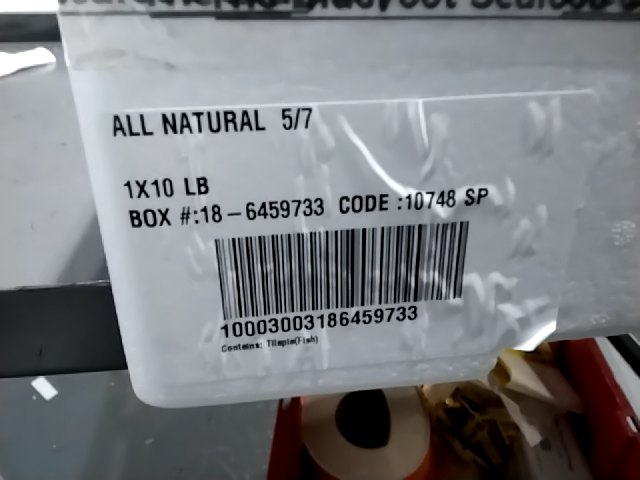 ALL NATURAL 5/7
1X10 LB
BOX #:18-6459733 CODE :10748 SP
10003003186459733
Contains: Tilapia(Fish)